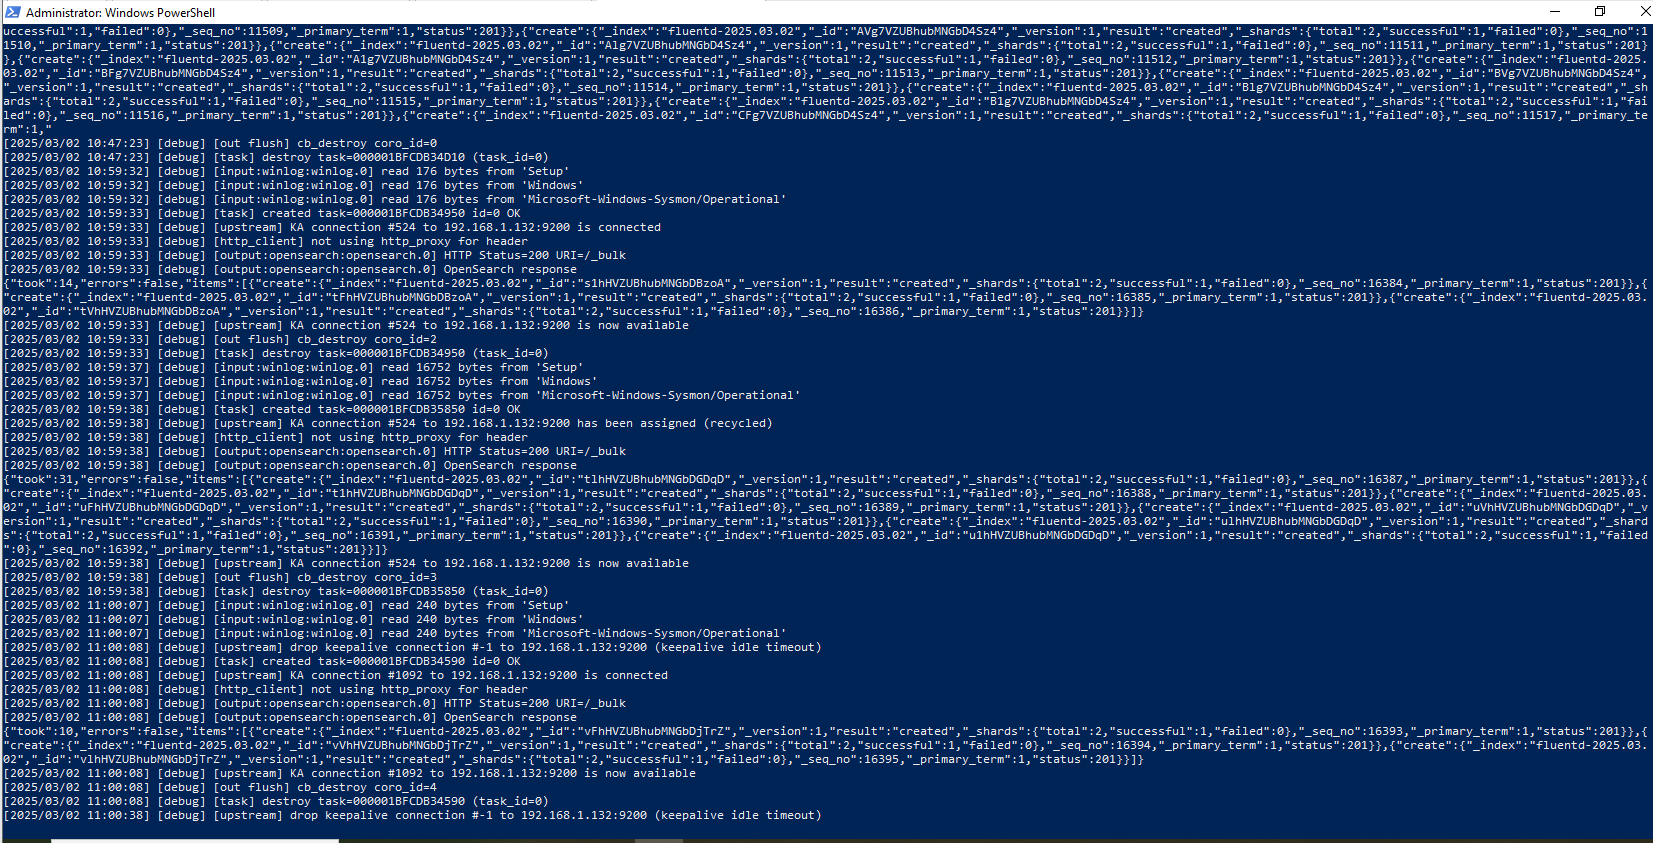 Administrator: Windows PowerShell
uccessful":1,"failed":0},"_seq_no":11509,"_primary_term":1,"status":201}},{"create":{"_index":"fluentd-2025.03.02","_id":"AVg7VZUBhubMNGbD4Sz4","_version":1,"result":"created","_shards":{"total":2,"successful":1,"failed":0},"_seq_no":1
1510,"_primary_term":1,"status":201}},{"create":{"_index":"fluentd-2025.03.02","_id":"Alg7VZUBhubMNGbD4Sz4","_version":1,"result":"created","_shards":{"total":2,"successful":1,"failed":0},"_seq_no":11511,"_primary_term":1,"status":201}
},{"create":{"_index":"fluentd-2025.03.02","_id":"A1g7VZUBhubMNGbD4Sz4","_version":1,"result":"created","_shards":{"total":2,"successful":1,"failed":0},"_seq_no":11512,"_primary_term":1,"status":201}},{"create":{"_index":"fluentd-2025.
03.02","_id":"BFg7VZUBhubMNGbD4Sz4","_version":1,"result":"created","_shards":{"total":2,"successful":1,"failed":0},"_seq_no":11513,"_primary_term":1,"status":201}},{"create":{"_index":"fluentd-2025.03.02","_id":"BVg7VZUBhubMNGbD4Sz4",
"_version":1,"result":"created","_shards":{"total":2,"successful":1,"failed":0},"_seq_no":11514,"_primary_term":1,"status":201}},{"create":{"_index":"fluentd-2025.03.02","_id":"Blg7VZUBhubMNGbD4Sz4","_version":1,"result":"created","_sh
ards":{"total":2,"successful":1,"failed":0},"_seq_no":11515,"_primary_term":1,"status":201}},{"create":{"_index":"fluentd-2025.03.02","_id":"B1g7VZUBhubMNGbD4Sz4","_version":1,"result":"created","_shards":{"total":2,"successful":1,"fai
led":0},"_seq_no":11516,"_primary_term":1,"status":201}},{"create":{"_index":"fluentd-2025.03.02","_id":"CFg7VZUBhubMNGbD4Sz4","_version":1,"result":"created","_shards":{"total":2,"successful":1,"failed":0},"_seq_no":11517,"_primary_te
rm":1,"
[2025/03/02 10:47:23] [debug] [out flush] cb_destroy coro_id=0
[2025/03/02 10:47:23] [debug] [task] destroy task=000001BFCDB34D10 (task_id=0)
[2025/03/02 10:59:32] [debug] [input:winlog:winlog.0] read 176 bytes from 'Setup'
[2025/03/02 10:59:32] [debug] [input:winlog:winlog.0] read 176 bytes from 'Windows'
[2025/03/02 10:59:32] [debug] [input:winlog:winlog.0] read 176 bytes from 'Microsoft-Windows-Sysmon/Operational'
[2025/03/02 10:59:33] [debug] [task] created task=000001BFCDB34950 id=0 OK
[2025/03/02 10:59:33] [debug] [upstream] KA connection #524 to 192.168.1.132:9200 is connected
[2025/03/02 10:59:33] [debug] [http_client] not using http_proxy for header
[2025/03/02 10:59:33] [debug] [output:opensearch:opensearch.0] HTTP Status=200 URI=/_bulk
[2025/03/02 10:59:33] [debug] [output:opensearch:opensearch.0] OpenSearch response
{"took":14,"errors":false,"items":[{"create":{"_index":"fluentd-2025.03.02","_id":"s1hHVZUBhubMNGbDBzoA","_version":1,"result":"created","_shards":{"total":2,"successful":1,"failed":0},"_seq_no":16384,"_primary_term":1,"status":201}},{
"create":{"_index":"fluentd-2025.03.02","_id":"tFhHVZUBhubMNGbDBzoA","_version":1,"result":"created","_shards":{"total":2,"successful":1,"failed":0},"_seq_no":16385,"_primary_term":1,"status":201}},{"create":{"_index":"fluentd-2025.03.
02","_id":"tVhHVZUBhubMNGbDBzoA","_version":1,"result":"created","_shards":{"total":2,"successful":1,"failed":0},"_seq_no":16386,"_primary_term":1,"status":201}}]}
[2025/03/02 10:59:33] [debug] [upstream] KA connection #524 to 192.168.1.132:9200 is now available
[2025/03/02 10:59:33] [debug] [out flush] cb_destroy coro_id=2
[2025/03/02 10:59:33] [debug] [task] destroy task=000001BFCDB34950 (task_id=0)
[2025/03/02 10:59:37] [debug] [input:winlog:winlog.0] read 16752 bytes from 'Setup'
[2025/03/02 10:59:37] [debug] [input:winlog:winlog.0] read 16752 bytes from 'Windows'
[2025/03/02 10:59:37] [debug] [input:winlog:winlog.0] read 16752 bytes from 'Microsoft-Windows-Sysmon/Operational'
[2025/03/02 10:59:38] [debug] [task] created task=000001BFCDB35850 id=0 OK
[2025/03/02 10:59:38] [debug] [upstream] KA connection #524 to 192.168.1.132:9200 has been assigned (recycled)
[2025/03/02 10:59:38] [debug] [http_client] not using http_proxy for header
[2025/03/02 10:59:38] [debug] [output:opensearch:opensearch.0] HTTP Status=200 URI=/_bulk
[2025/03/02 10:59:38] [debug] [output:opensearch:opensearch.0] OpenSearch response
{"took":31,"errors":false,"items":[{"create":{"_index":"fluentd-2025.03.02","_id":"tlhHVZUBhubMNGbDGDqD","_version":1,"result":"created","_shards":{"total":2,"successful":1,"failed":0},"_seq_no":16387,"_primary_term":1,"status":201}},{
"create":{"_index":"fluentd-2025.03.02","_id":"t1hHVZUBhubMNGbDGDqD","_version":1,"result":"created","_shards":{"total":2,"successful":1,"failed":0},"_seq_no":16388,"_primary_term":1,"status":201}},{"create":{"_index":"fluentd-2025.03.
02","_id":"uFhHVZUBhubMNGbDGDqD","_version":1,"result":"created","_shards":{"total":2,"successful":1,"failed":0},"_seq_no":16389,"_primary_term":1,"status":201}},{"create":{"_index":"fluentd-2025.03.02","_id":"uVhHVZUBhubMNGbDGDqD","_v
ersion":1,"result":"created","_shards":{"total":2,"successful":1,"failed":0},"_seq_no":16390,"_primary_term":1,"status":201}},{"create":{"_index":"fluentd-2025.03.02","_id":"ulhHVZUBhubMNGbDGDqD","_version":1,"result":"created","_shard
s":{"total":2,"successful":1,"failed":0},"_seq_no":16391,"_primary_term":1,"status":201}},{"create":{"_index":"fluentd-2025.03.02","_id":"u1hHVZUBhubMNGbDGDqD","_version":1,"result":"created","_shards":{"total":2,"successful":1,"failed
":0},"_seq_no":16392,"_primary_term":1,"status":201}}]}
[2025/03/02 10:59:38] [debug] [upstream] KA connection #524 to 192.168.1.132:9200 is now available
[2025/03/02 10:59:38] [debug] [out flush] cb_destroy coro_id=3
[2025/03/02 10:59:38] [debug] [task] destroy task=000001BFCDB35850 (task_id=0)
[2025/03/02 11:00:07] [debug] [input:winlog:winlog.0] read 240 bytes from 'Setup'
[2025/03/02 11:00:07] [debug] [input:winlog:winlog.0] read 240 bytes from 'Windows'
[2025/03/02 11:00:07] [debug] [input:winlog:winlog.0] read 240 bytes from 'Microsoft-Windows-Sysmon/Operational'
[2025/03/02 11:00:08] [debug] [upstream] drop keepalive connection #-1 to 192.168.1.132:9200 (keepalive idle timeout)
[2025/03/02 11:00:08] [debug] [task] created task=000001BFCDB34590 id=0 OK
[2025/03/02 11:00:08] [debug] [upstream] KA connection #1092 to 192.168.1.132:9200 is connected
[2025/03/02 11:00:08] [debug] [http_client] not using http_proxy for header
[2025/03/02 11:00:08] [debug] [output:opensearch:opensearch.0] HTTP Status=200 URI=/_bulk
[2025/03/02 11:00:08] [debug] [output:opensearch:opensearch.0] OpenSearch response
{"took":10,"errors":false,"items":[{"create":{"_index":"fluentd-2025.03.02","_id":"vFhHVZUBhubMNGbDjTrZ","_version":1,"result":"created","_shards":{"total":2,"successful":1,"failed":0},"_seq_no":16393,"_primary_term":1,"status":201}},{
"create":{"_index":"fluentd-2025.03.02","_id":"vVhHVZUBhubMNGbDjTrZ","_version":1,"result":"created","_shards":{"total":2,"successful":1,"failed":0},"_seq_no":16394,"_primary_term":1,"status":201}},{"create":{"_index":"fluentd-2025.03.
02","_id":"vlhHVZUBhubMNGbDjTrZ","_version":1,"result":"created","_shards":{"total":2,"successful":1,"failed":0},"_seq_no":16395,"_primary_term":1,"status":201}}]}
[2025/03/02 11:00:08] [debug] [upstream] KA connection #1092 to 192.168.1.132:9200 is now available
[2025/03/02 11:00:08] [debug] [out flush] cb_destroy coro_id=4
[2025/03/02 11:00:08] [debug] [task] destroy task=000001BFCDB34590 (task_id=0)
[2025/03/02 11:00:38] [debug] [upstream] drop keepalive connection #-1 to 192.168.1.132:9200 (keepalive idle timeout)